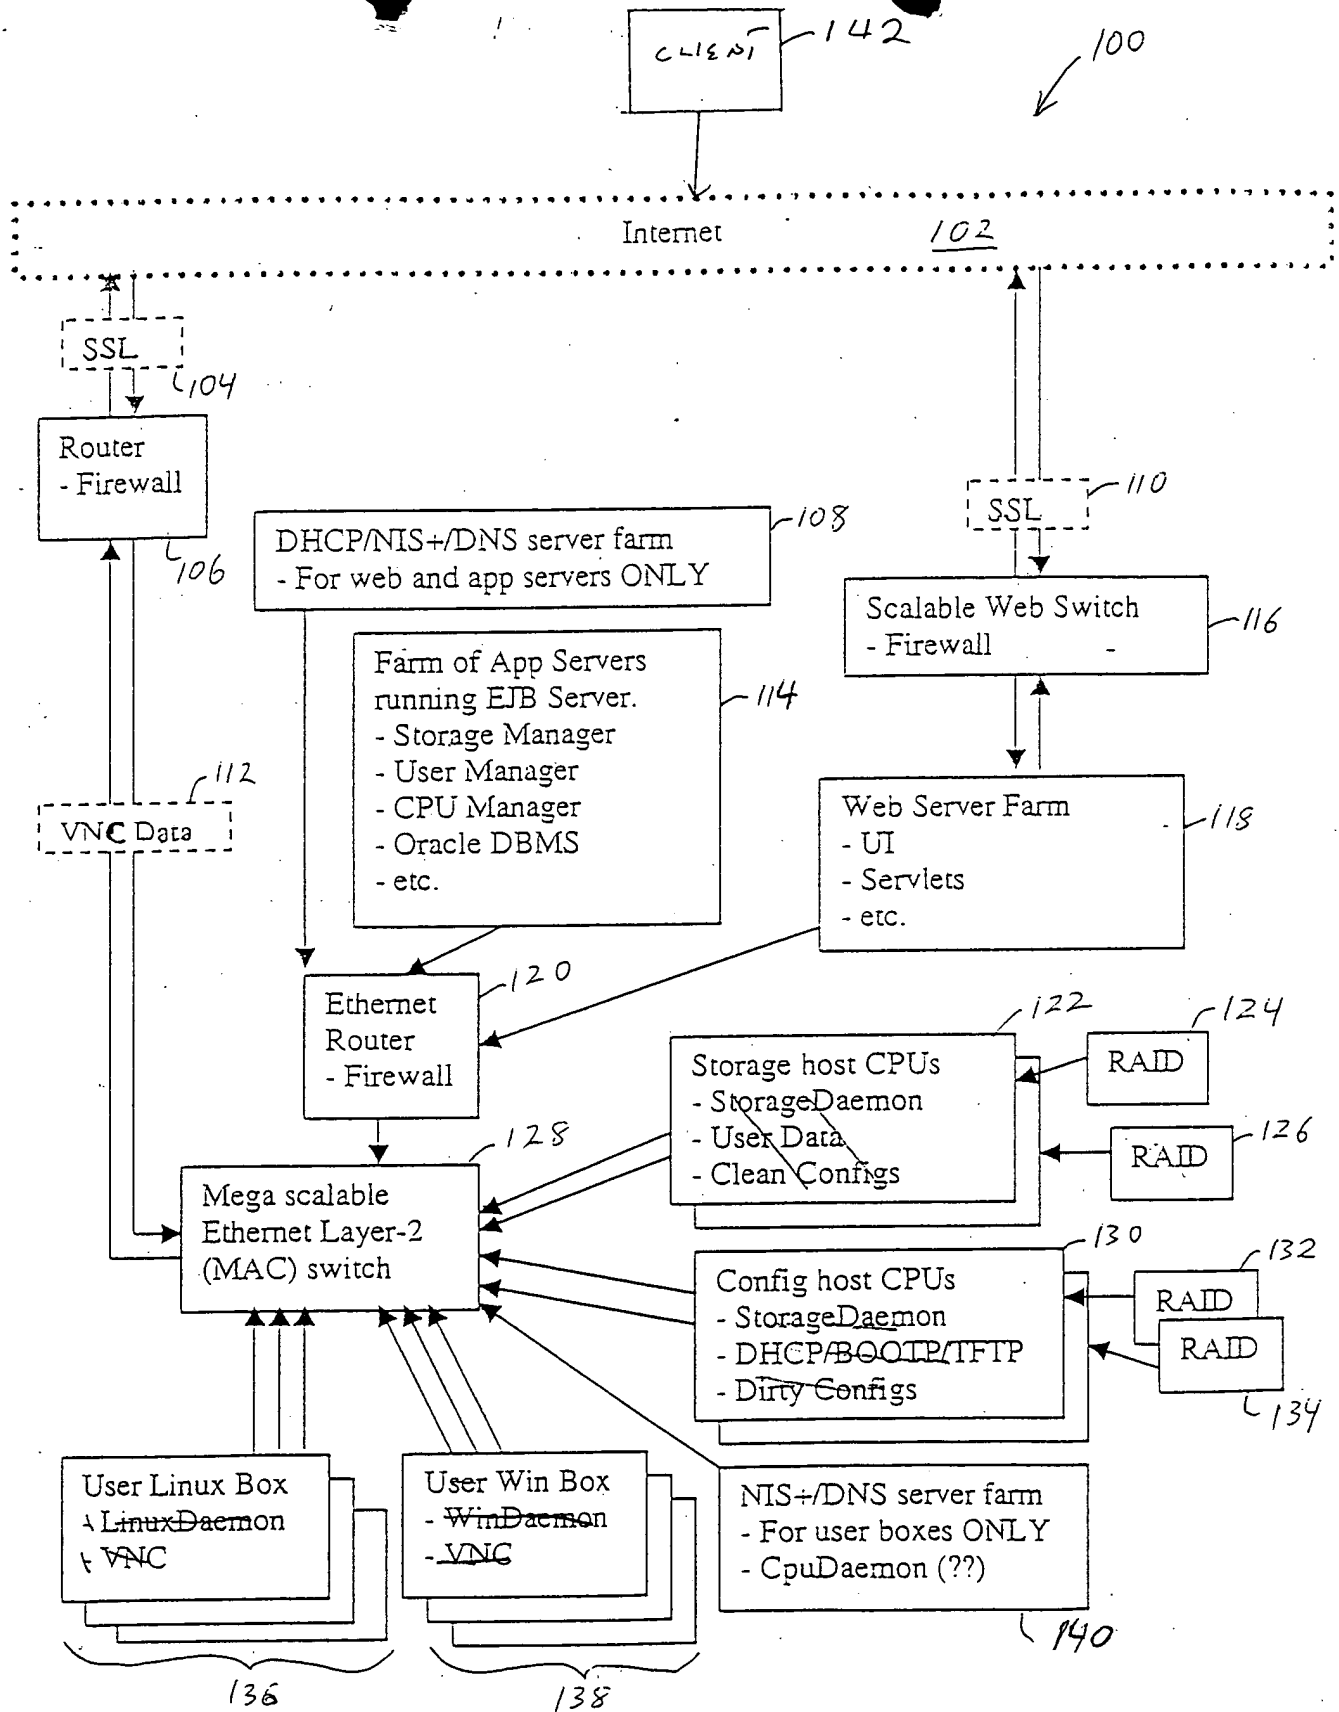 CLIENT
142
100
Internet
102
SSL
104
Router
- Firewall
106
SSL
110
DHCP/NIS+/DNS server farm
- For web and app servers ONLY
108
Scalable Web Switch
- Firewall -
116
Farm of App Servers
running EJB Server.
- Storage Manager
- User Manager
- CPU Manager
- Oracle DBMS
- etc.
114
112
VNC Data
Web Server Farm
- UI
- Servlets
- etc.
118
Ethernet
Router
- Firewall
120
Storage host CPUs
- StorageDaemon
- User Data
- Clean Configs
122
RAID
124
RAID
126
Mega scalable
Ethernet Layer-2
(MAC) switch
128
Config host CPUs
- StorageDaemon
- DHCP/BOOTP/TFTP
- Dirty Configs
130
RAID
132
RAID
134
User Linux Box
- LinuxDaemon
- VNC
136
User Win Box
- WinDaemon
- VNC
138
NIS+/DNS server farm
- For user boxes ONLY
- CpuDaemon (??)
140